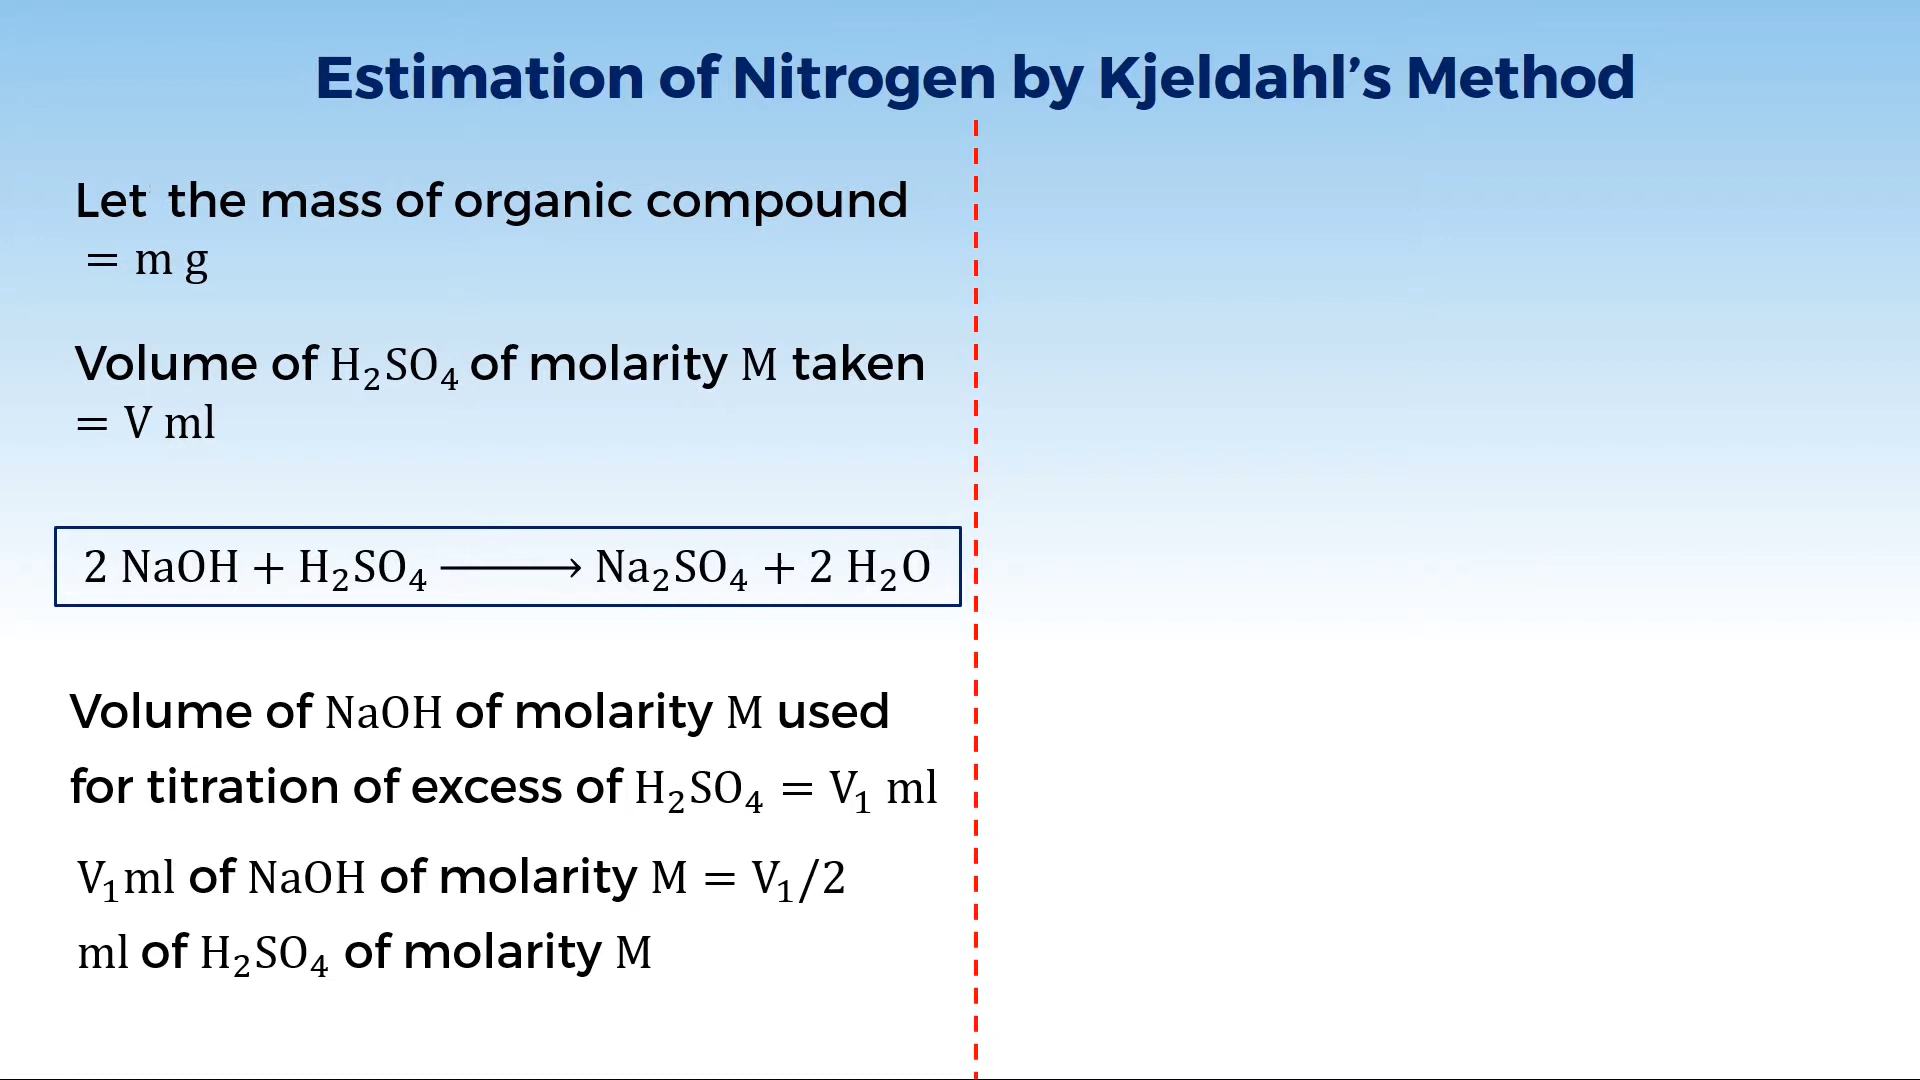 Estimation of Nitrogen by Kjeldahl’s Method
Let the mass of organic compound
= m g
Volume of H₂SO₄ of molarity M taken
= V ml
2 NaOH + H₂SO₄ ⟶ Na₂SO₄ + 2 H₂O
Volume of NaOH of molarity M used
for titration of excess of H₂SO₄ = V₁ ml
V₁ml of NaOH of molarity M = V₁/2
ml of H₂SO₄ of molarity M